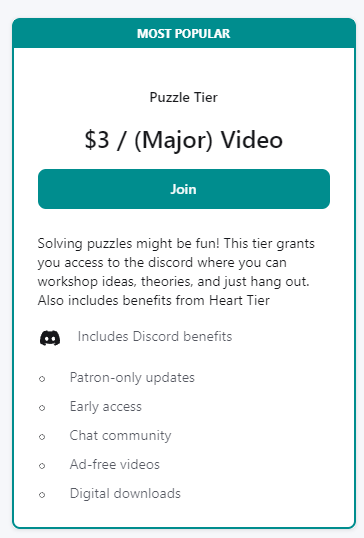 MOST POPULAR
Puzzle Tier
$3 / (Major) Video
Join
Solving puzzles might be fun! This tier grants
you access to the discord where you can
workshop ideas, theories, and just hang out.
Also includes benefits from Heart Tier
Includes Discord benefits
Patron-only updates
Early access
Chat community
Ad-free videos
Digital downloads